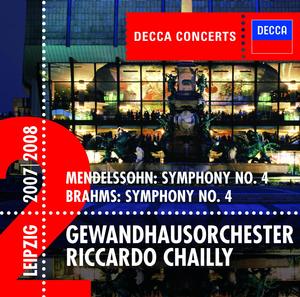 DECCA CONCERTS
DECCA
LEIPZIG 2007|2008
2
MENDELSSOHN: SYMPHONY NO. 4
BRAHMS: SYMPHONY NO. 4
GEWANDHAUSORCHESTER
RICCARDO CHAILLY